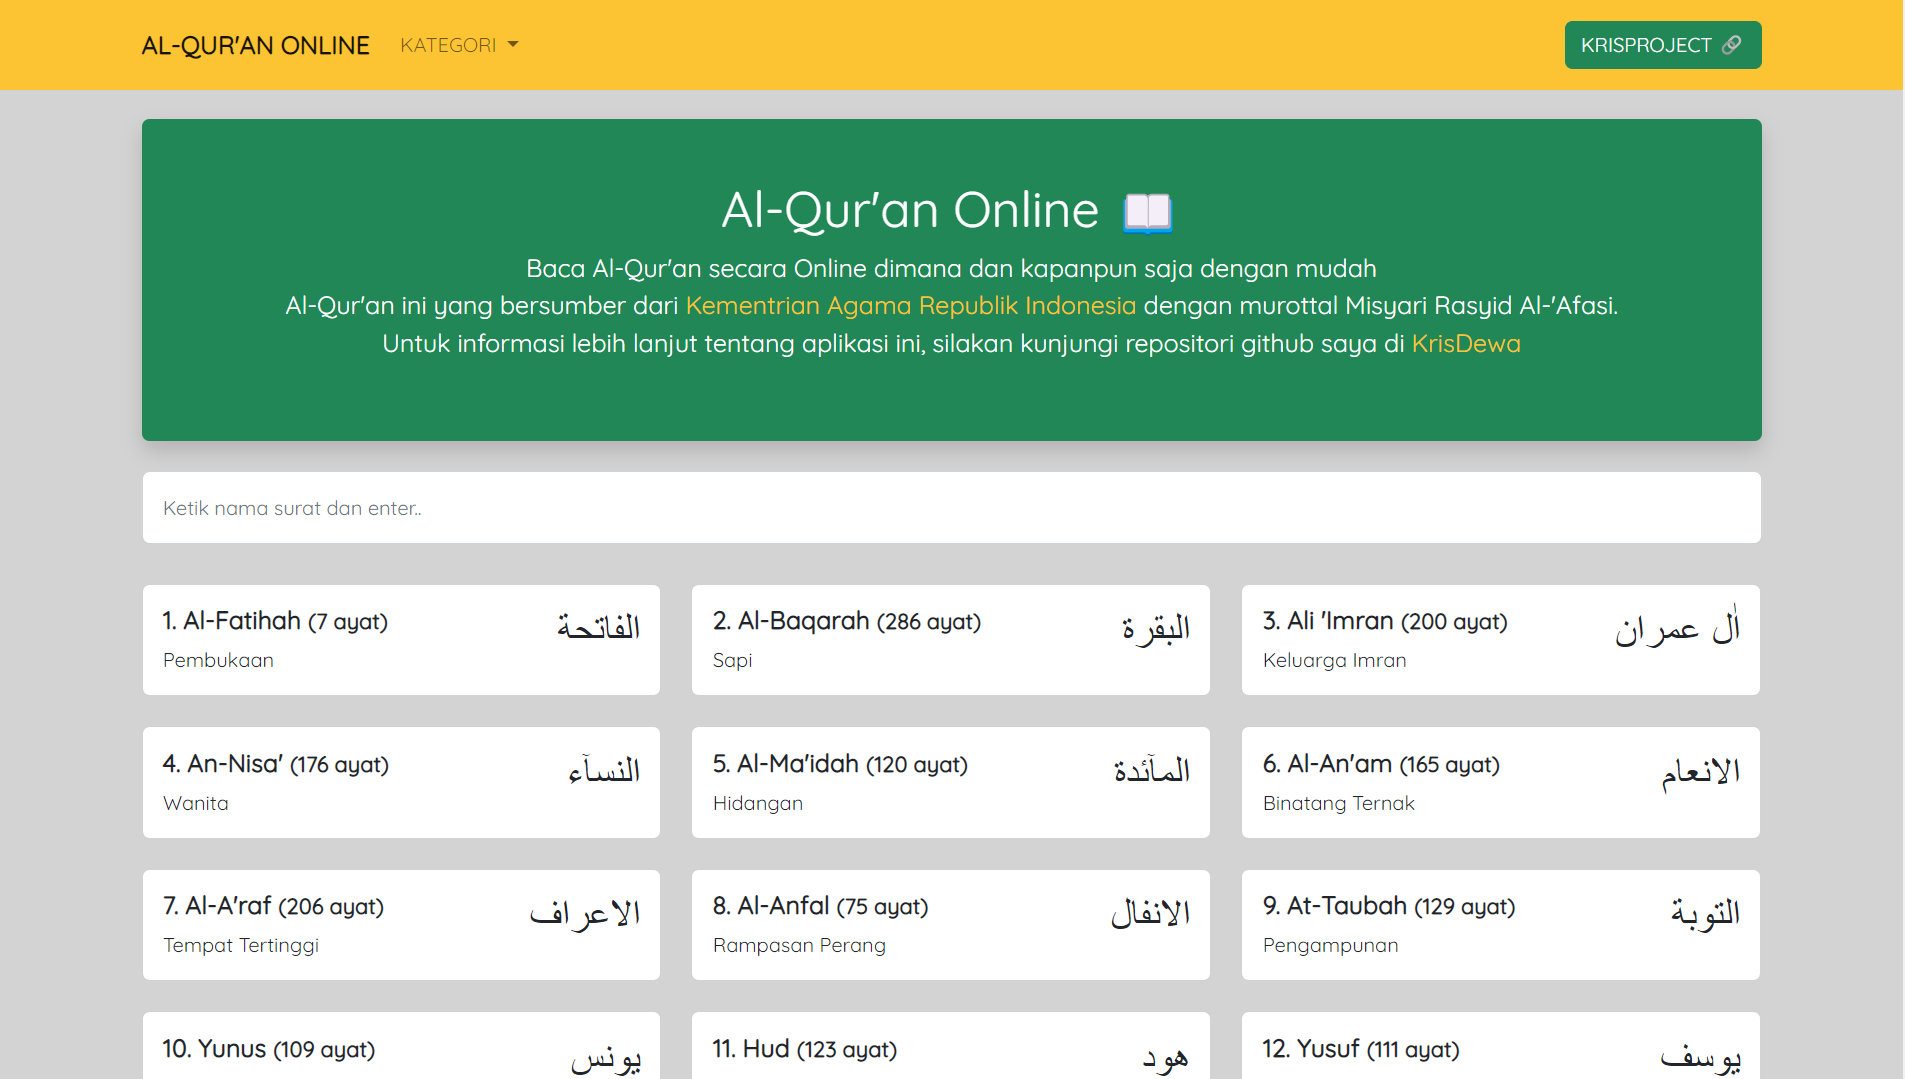 AL-QUR'AN ONLINE
KATEGORI
KRISPROJECT
Al-Qur'an Online
Baca Al-Qur'an secara Online dimana dan kapanpun saja dengan mudah
Al-Qur'an ini yang bersumber dari Kementrian Agama Republik Indonesia dengan murottal Misyari Rasyid Al-'Afasi.
Untuk informasi lebih lanjut tentang aplikasi ini, silakan kunjungi repositori github saya di KrisDewa
Ketik nama surat dan enter..
1. Al-Fatihah (7 ayat)
الفاتحة
Pembukaan
2. Al-Baqarah (286 ayat)
البقرة
Sapi
3. Ali 'Imran (200 ayat)
اٰل عمران
Keluarga Imran
4. An-Nisa' (176 ayat)
النساۤء
Wanita
5. Al-Ma'idah (120 ayat)
الماۤئدة
Hidangan
6. Al-An'am (165 ayat)
الانعام
Binatang Ternak
7. Al-A'raf (206 ayat)
الاعراف
Tempat Tertinggi
8. Al-Anfal (75 ayat)
الانفال
Rampasan Perang
9. At-Taubah (129 ayat)
التوبة
Pengampunan
10. Yunus (109 ayat)
يونس
11. Hud (123 ayat)
هود
12. Yusuf (111 ayat)
يوسف